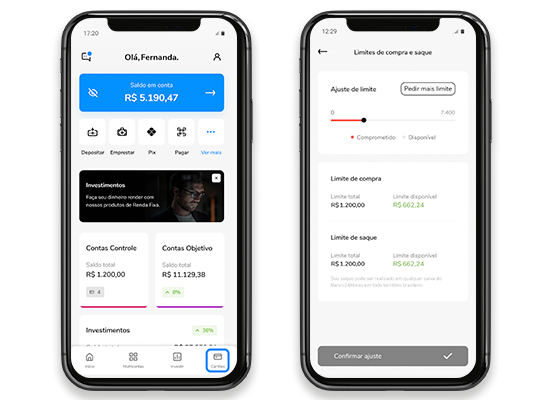 17:20
Olá, Fernanda.
Saldo em conta
R$ 5.190,47
Depositar
Emprestar
Pix
Pagar
Ver mais
Investimentos
Faça seu dinheiro render com
nossos produtos de Renda Fixa.
Contas Controle
Saldo total
R$ 1.200,00
4
Contas Objetivo
Saldo total
R$ 11.129,38
8%
Investimentos
36%
Início
Multicontas
Investir
Cartões
12:29
Limites de compra e saque
Ajuste de limite
Pedir mais limite
0
7.400
Comprometido
Disponível
Limite de compra
Limite total
Limite disponível
R$ 1.200,00
R$ 662,24
Limite de saque
Limite total
Limite disponível
R$ 1.200,00
R$ 662,24
Seu saque pode ser realizado em qualquer caixa do
Banco24Horas em todo território brasileiro.
Confirmar ajuste